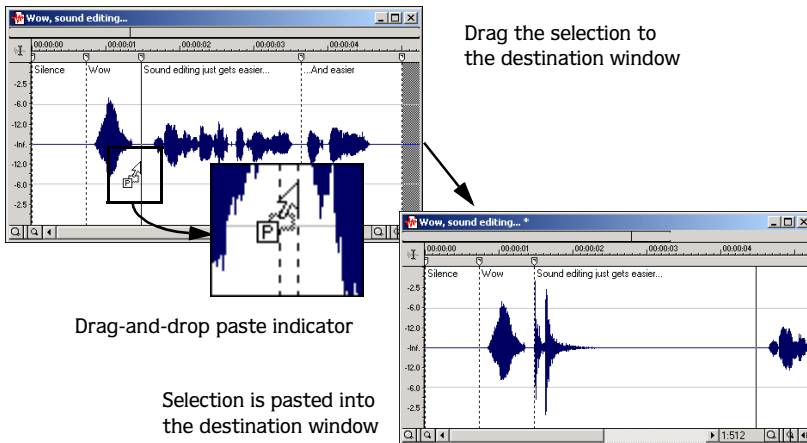 Wow, sound editing...
00:00:00 00:00:01 00:00:02 00:00:03 00:00:04
Silence Wow Sound editing just gets easier... ...And easier
-2.5
-6.0
-12.0
-Inf.
-12.0
-6.0
-2.5
P
P
Drag the selection to
the destination window
Drag-and-drop paste indicator
Wow, sound editing... *
00:00:00 00:00:01 00:00:02 00:00:03 00:00:04
Silence Wow Sound editing just gets easier...
-2.5
-6.0
-12.0
-Inf.
-12.0
-6.0
-2.5
1:512
Selection is pasted into
the destination window